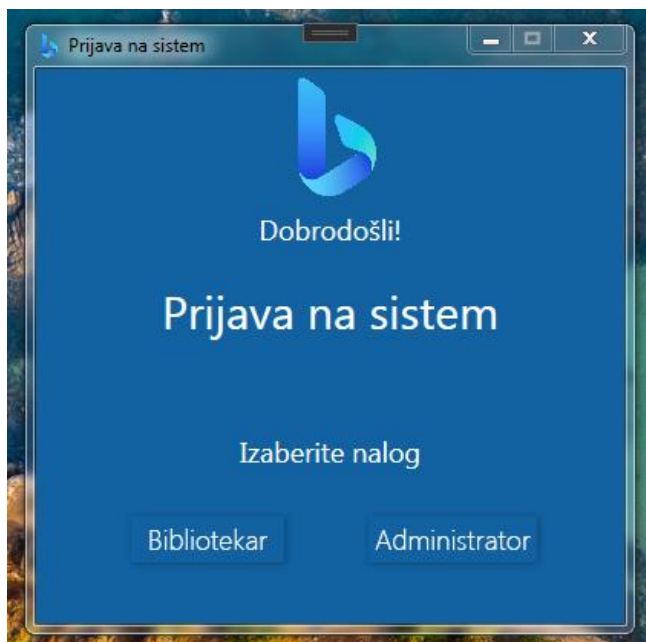 Prijava na sistem
Dobrodošli!
Prijava na sistem
Izaberite nalog
Bibliotekar Administrator